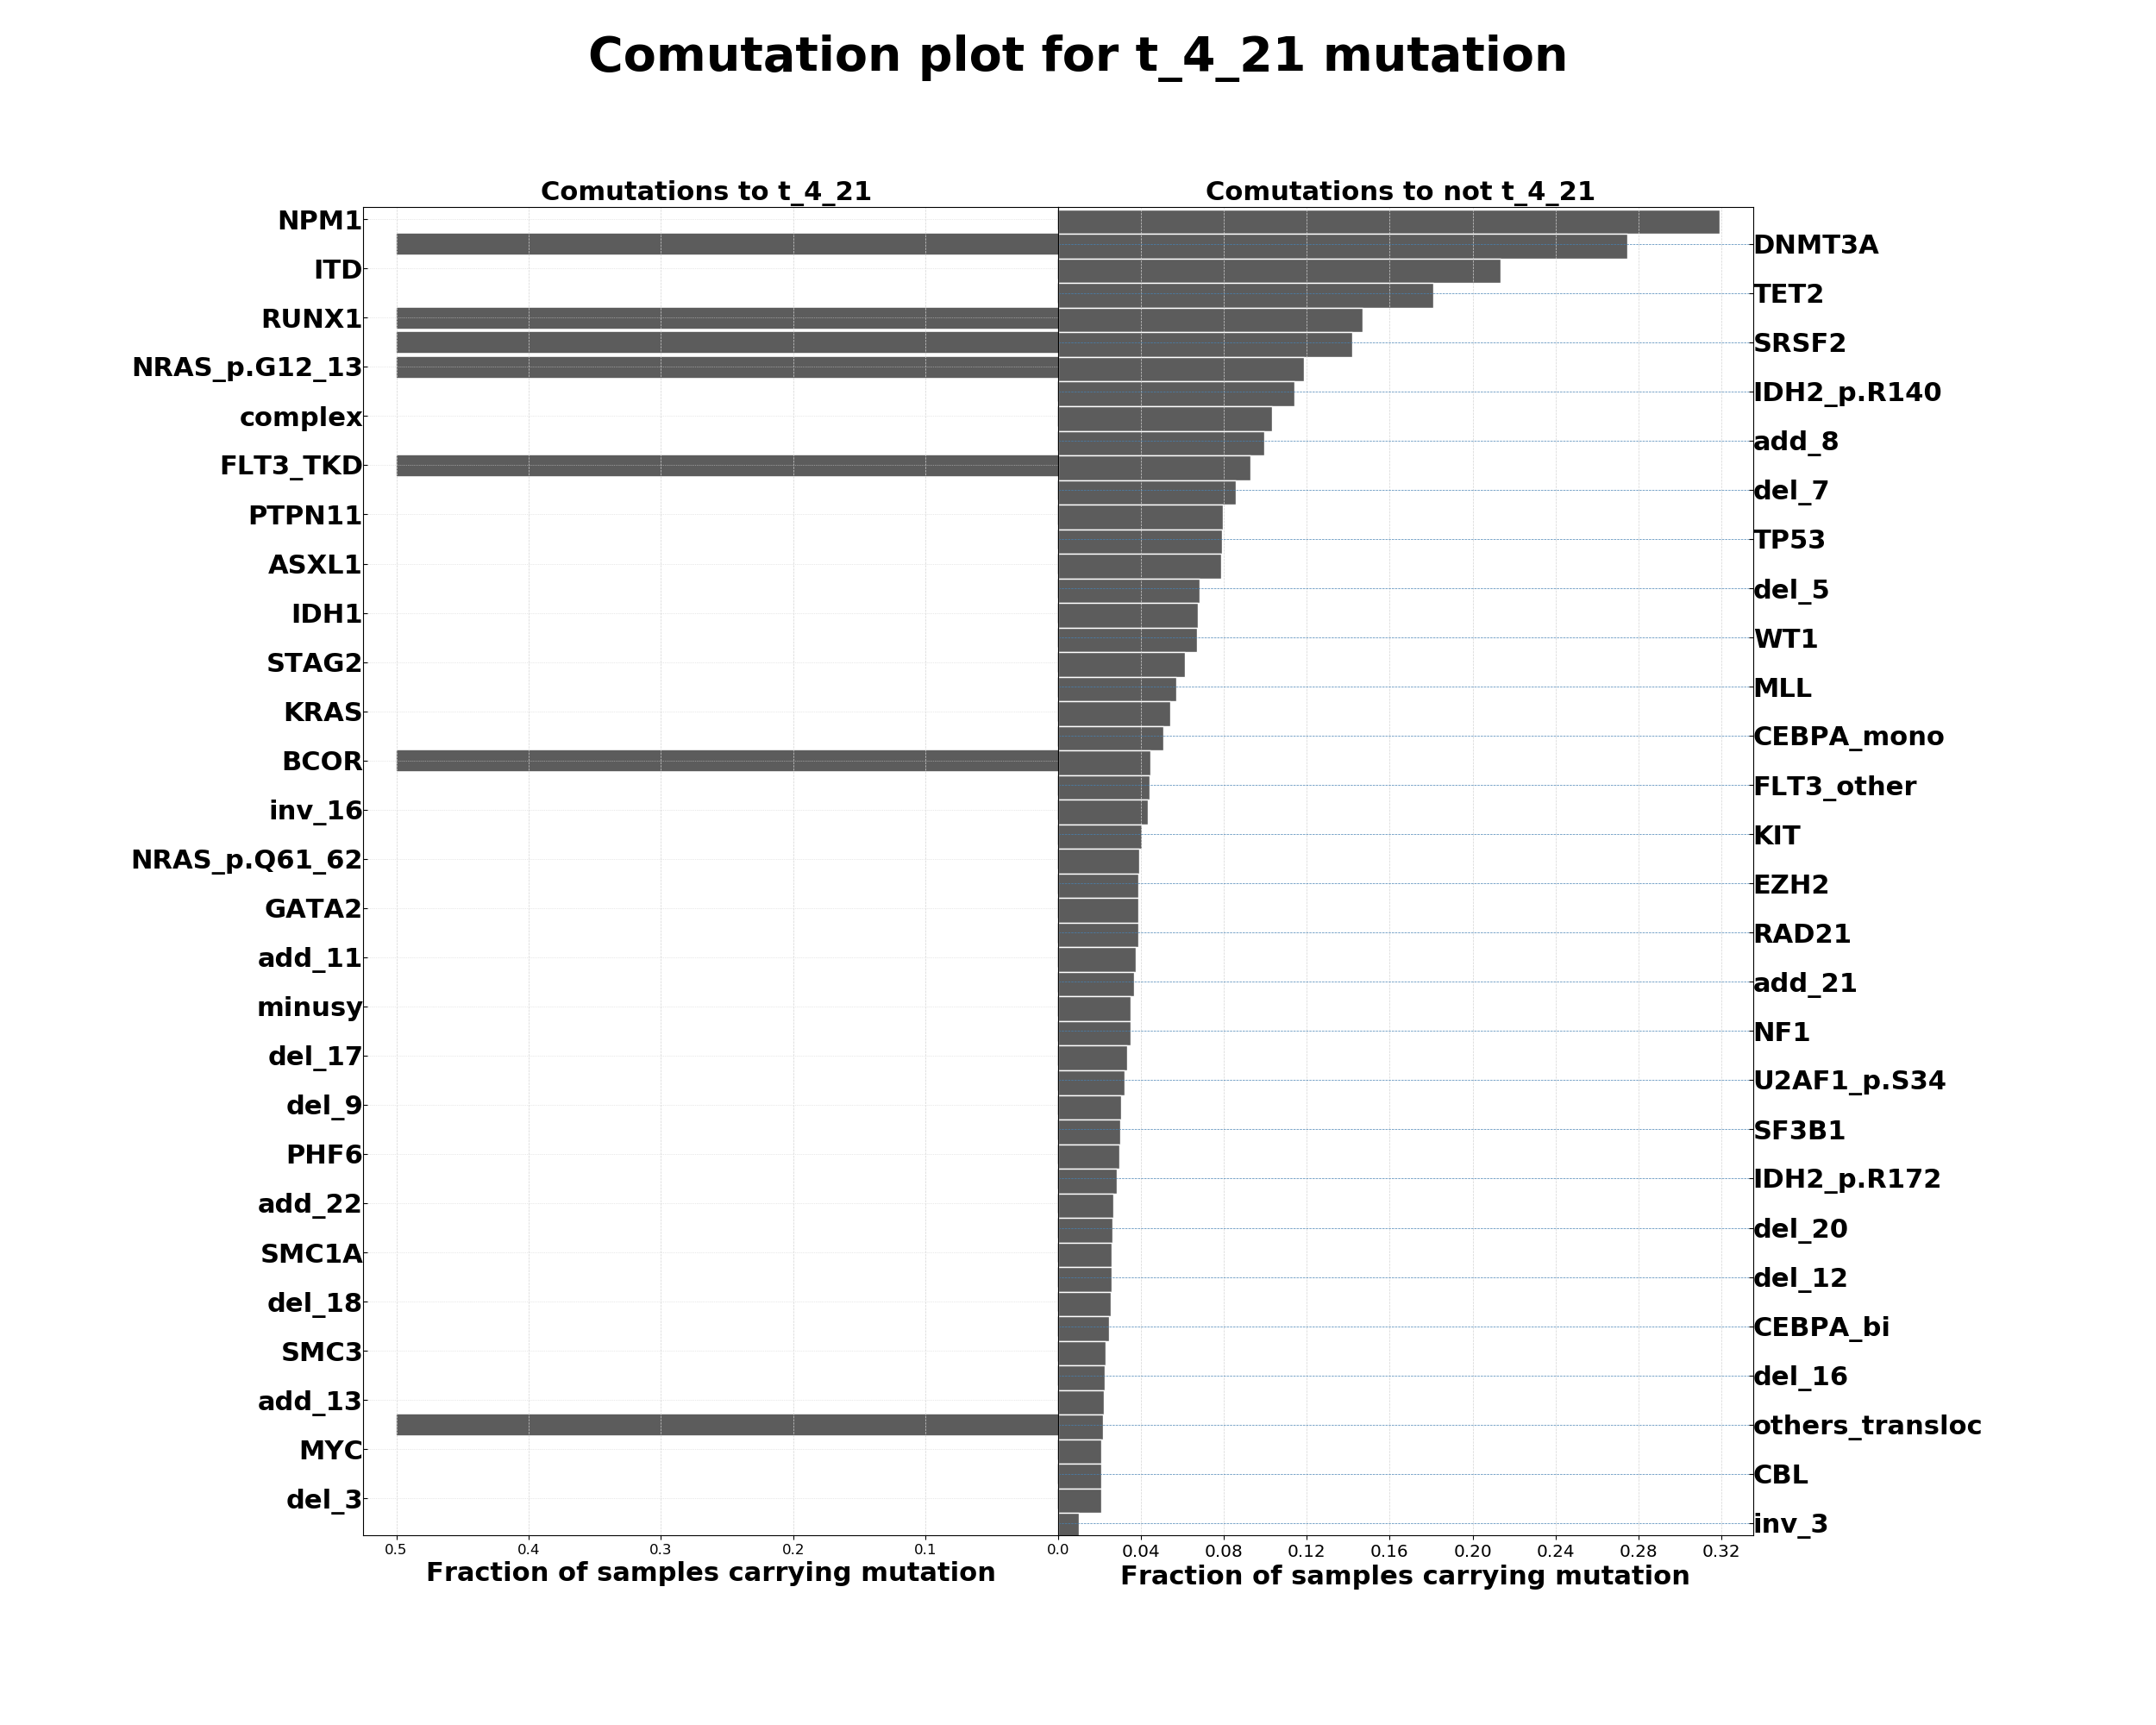 Comutation plot for t_4_21 mutation
Comutations to t_4_21
Comutations to not t_4_21
NPM1
DNMT3A
ITD
TET2
RUNX1
SRSF2
NRAS_p.G12_13
IDH2_p.R140
complex
add_8
FLT3_TKD
del_7
PTPN11
TP53
ASXL1
del_5
IDH1
WT1
STAG2
MLL
KRAS
CEBPA_mono
BCOR
FLT3_other
inv_16
KIT
NRAS_p.Q61_62
EZH2
GATA2
RAD21
add_11
add_21
minusy
NF1
del_17
U2AF1_p.S34
del_9
SF3B1
PHF6
IDH2_p.R172
add_22
del_20
SMC1A
del_12
del_18
CEBPA_bi
SMC3
del_16
add_13
others_transloc
MYC
CBL
del_3
inv_3
0.5 0.4 0.3 0.2 0.1 0.0 0.04 0.08 0.12 0.16 0.20 0.24 0.28 0.32
Fraction of samples carrying mutation
Fraction of samples carrying mutation